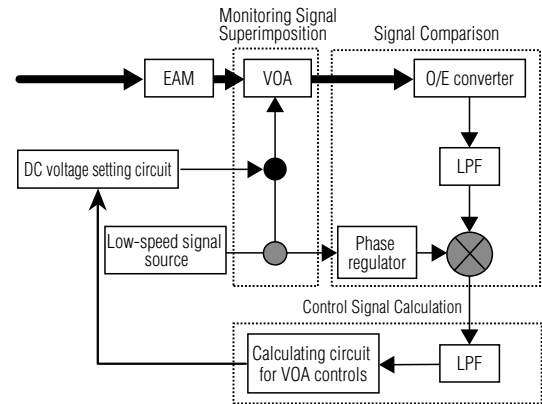 Monitoring Signal
Superimposition
Signal Comparison
EAM
VOA
O/E converter
DC voltage setting circuit
LPF
Low-speed signal
source
Phase
regulator
Control Signal Calculation
Calculating circuit
for VOA controls
LPF